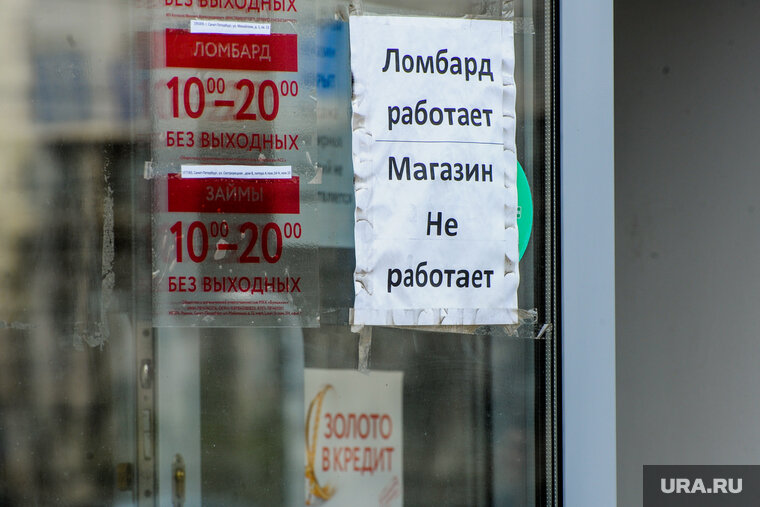 БЕЗ ВЫХОДНЫХ
ЛОМБАРД
10⁰⁰–20⁰⁰
БЕЗ ВЫХОДНЫХ
ЗАЙМЫ
10⁰⁰–20⁰⁰
БЕЗ ВЫХОДНЫХ
Ломбард
работает
Магазин
Не
работает
ЗОЛОТО
В КРЕДИТ
URA.RU